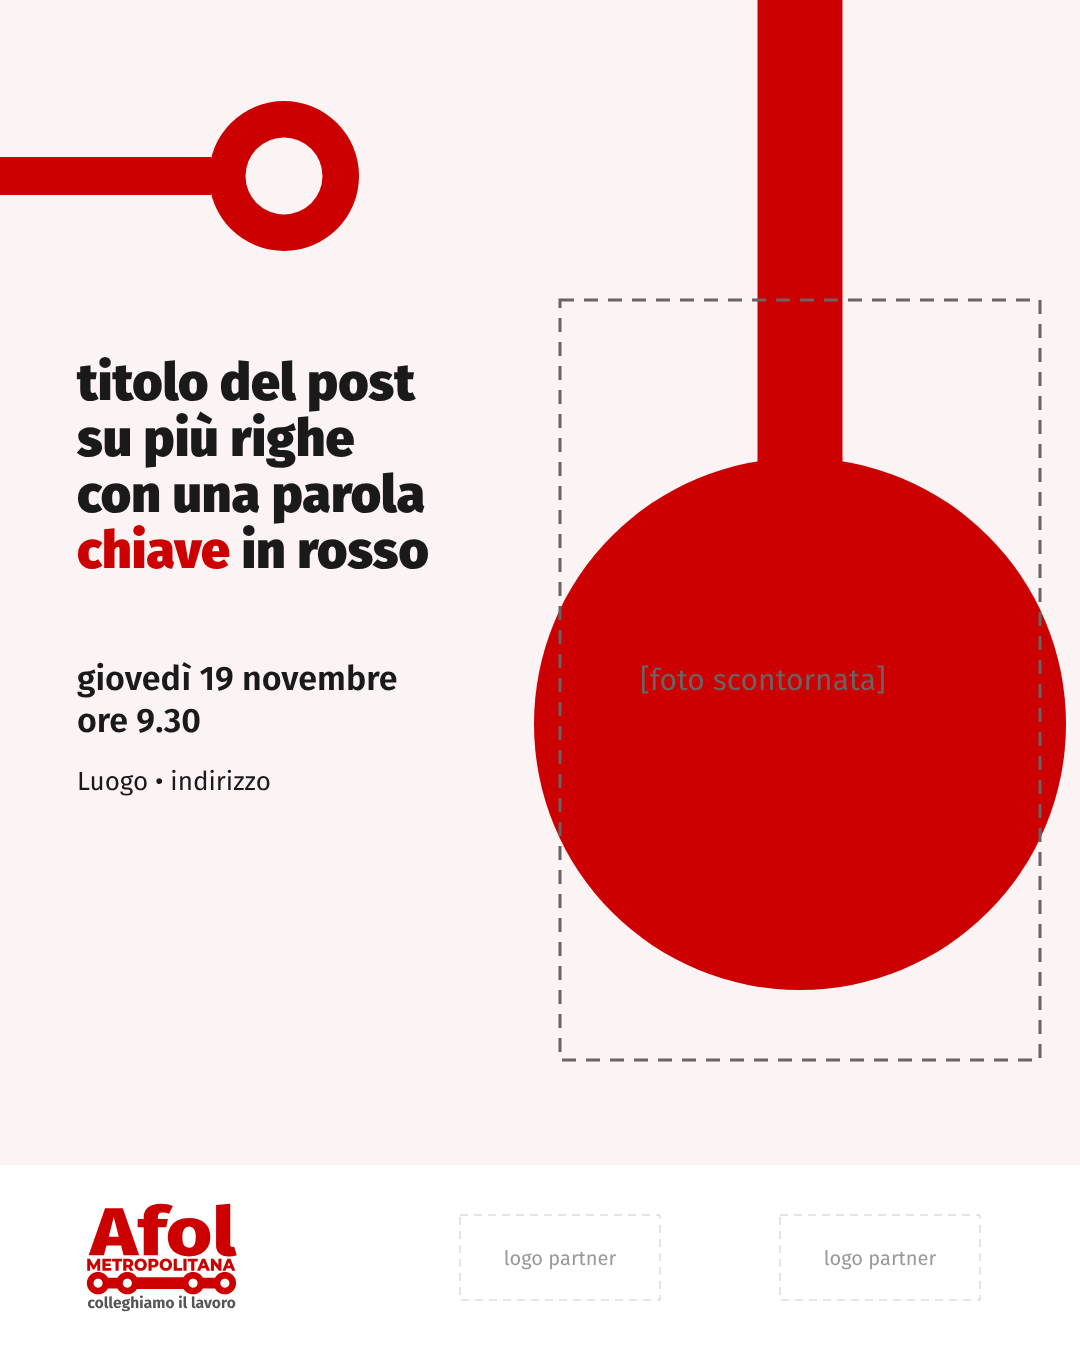 titolo del post
su più righe
con una parola
chiave in rosso
giovedì 19 novembre
ore 9.30
Luogo • indirizzo
[foto scontornata]
Afol
METROPOLITANA
colleghiamo il lavoro
logo partner
logo partner